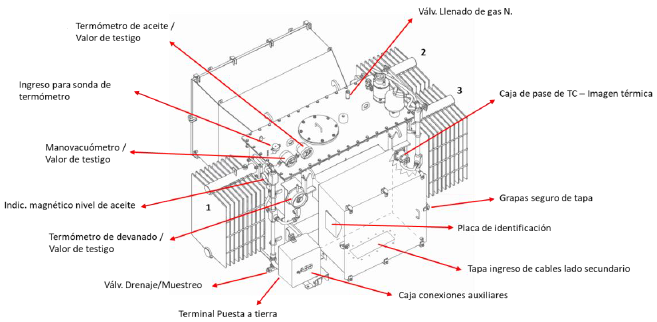 Válv. Llenado de gas N.
Termómetro de aceite /
Valor de testigo
2
3
Ingreso para sonda de
termómetro
Caja de pase de TC – Imagen térmica
Manovacuómetro /
Valor de testigo
Indic. magnético nivel de aceite
1
Grapas seguro de tapa
Placa de identificación
Termómetro de devanado /
Valor de testigo
Tapa ingreso de cables lado secundario
Válv. Drenaje/Muestreo
Caja conexiones auxiliares
Terminal Puesta a tierra